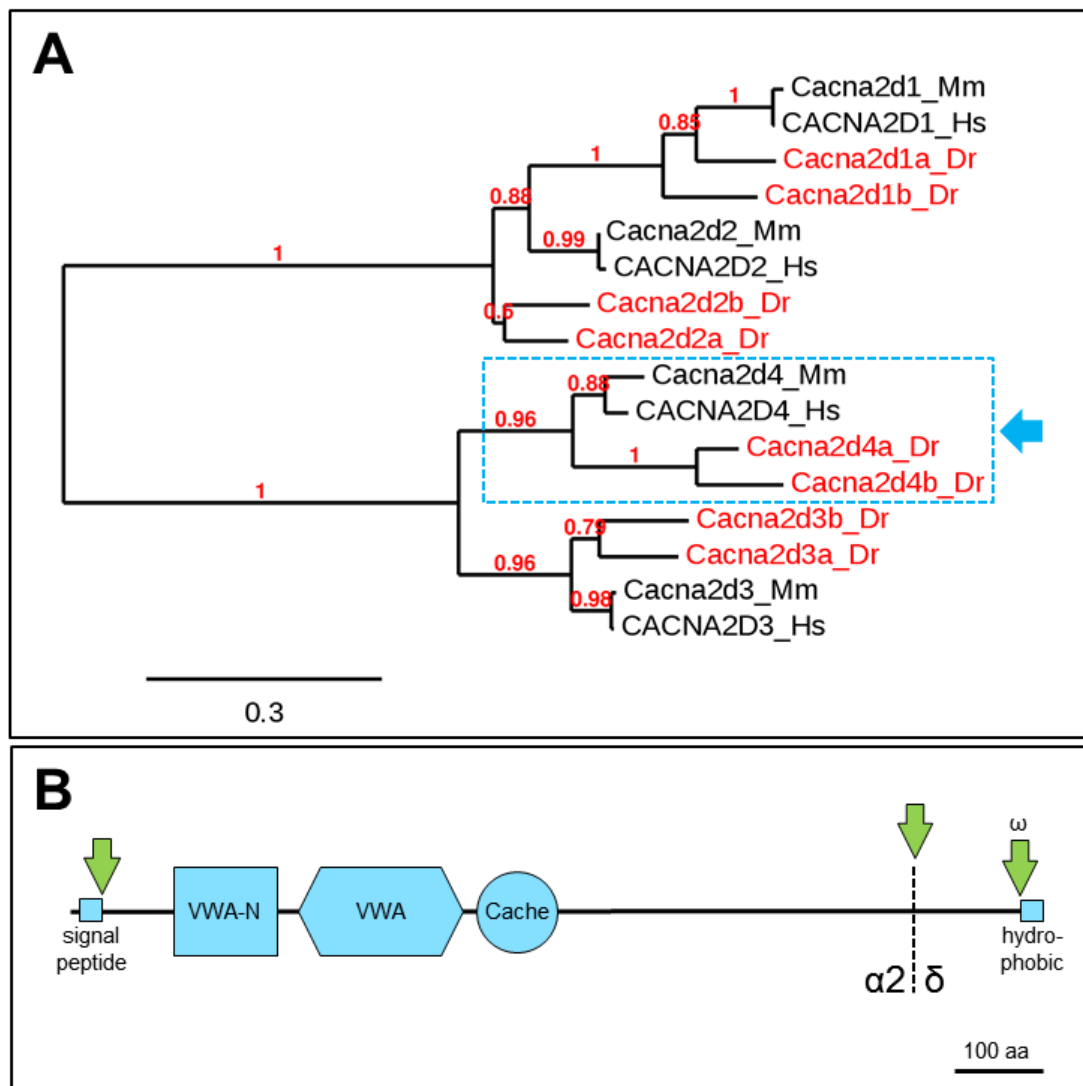 A
1
Cacna2d1_Mm
0.85
CACNA2D1_Hs
1
Cacna2d1a_Dr
0.88
Cacna2d1b_Dr
1
0.99
Cacna2d2_Mm
CACNA2D2_Hs
0.6
Cacna2d2b_Dr
Cacna2d2a_Dr
0.88
Cacna2d4_Mm
0.96
CACNA2D4_Hs
1
Cacna2d4a_Dr
Cacna2d4b_Dr
1
0.79
Cacna2d3b_Dr
0.96
Cacna2d3a_Dr
0.98
Cacna2d3_Mm
CACNA2D3_Hs
0.3
B
ω
VWA-N
VWA
Cache
signal
peptide
hydro-
phobic
α2 δ
100 aa